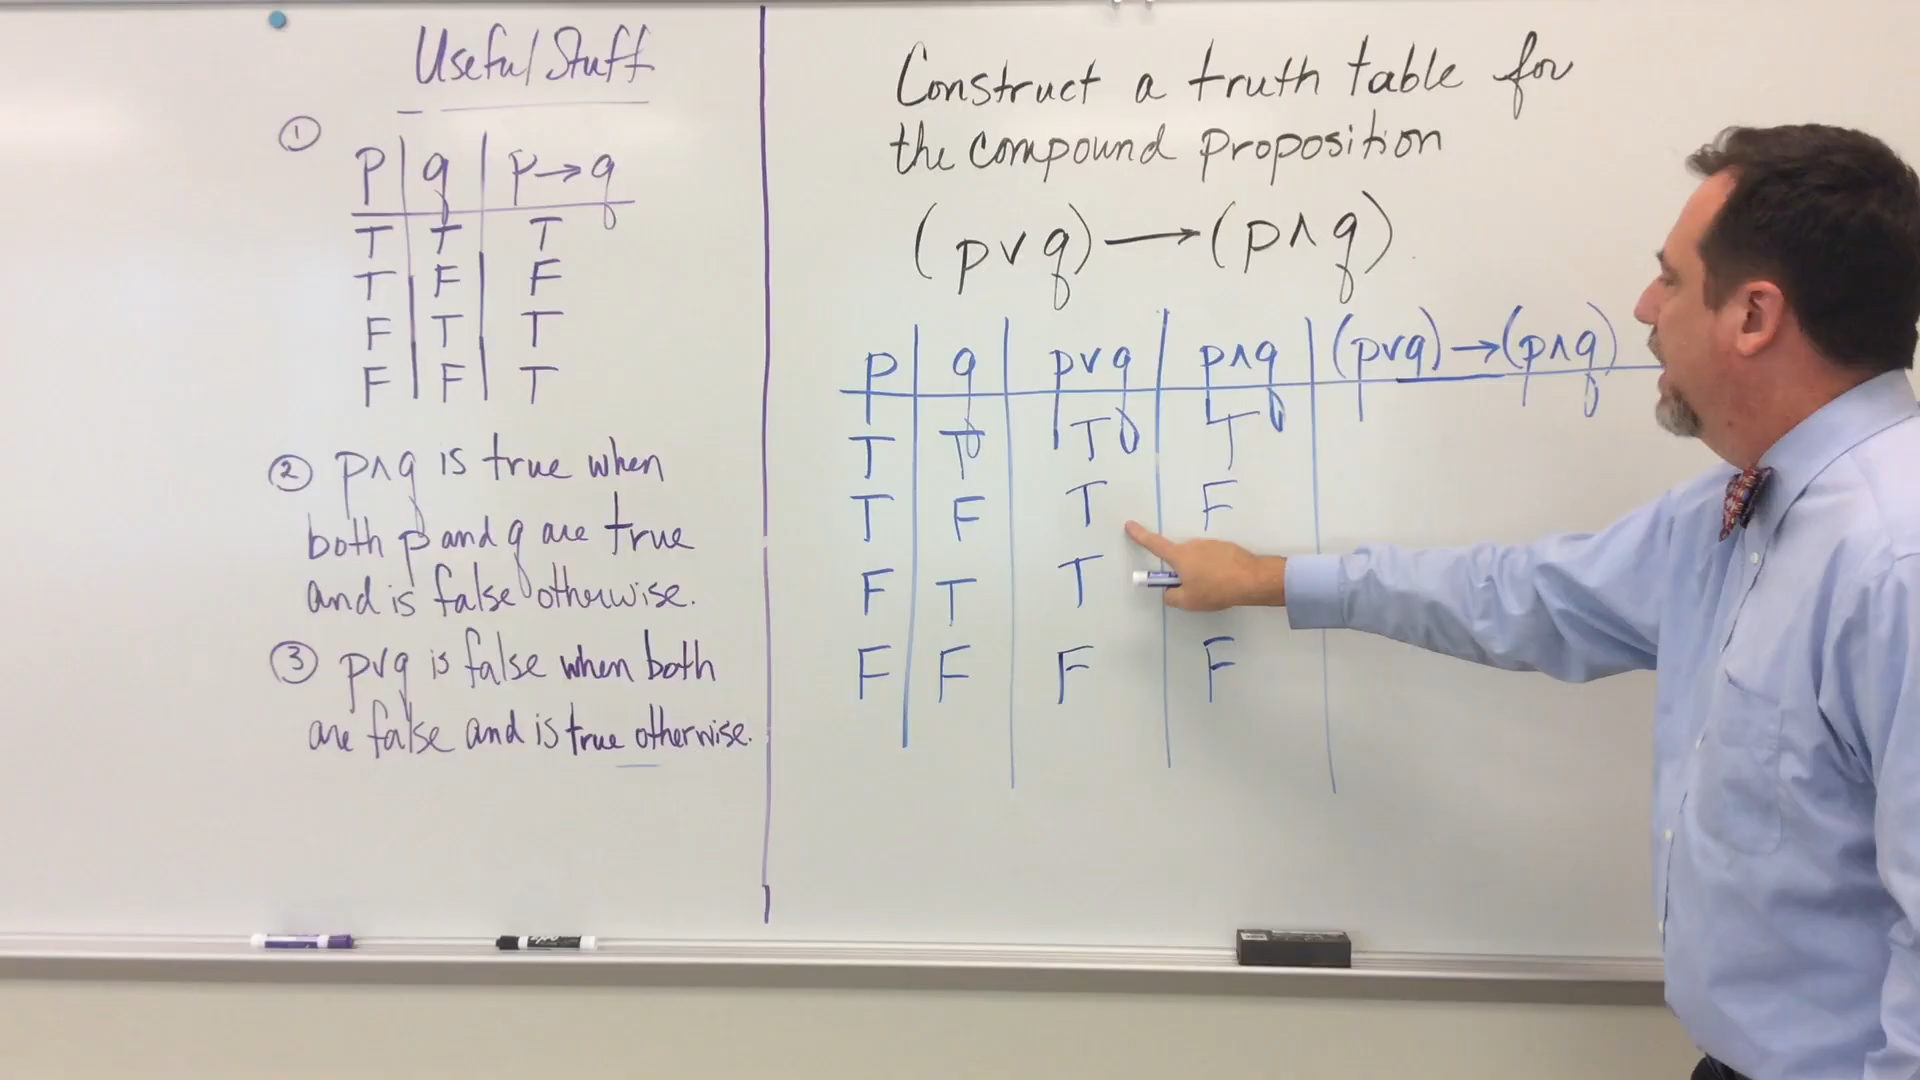 Useful Stuff
① p q p→q
T T T
T F F
F T T
F F T
② p∧q is true when
both p and q are true
and is false otherwise.
③ p∨q is false when both
are false and is true otherwise.
Construct a truth table for
the compound proposition
(p∨q)→(p∧q)
p q p∨q p∧q (p∨q)→(p∧q)
T T T T
T F T F
F T T
F F F F